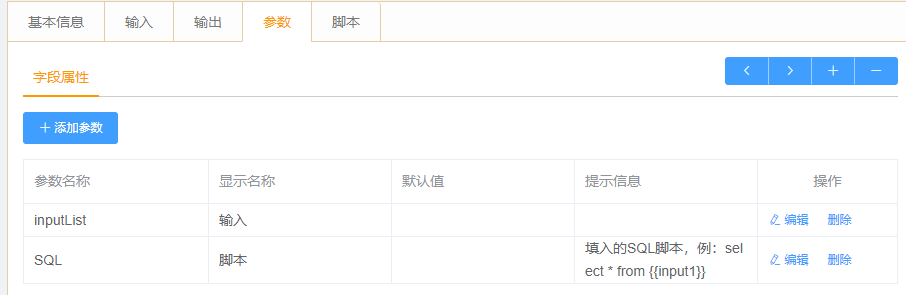 基本信息 输入 输出 参数 脚本
字段属性
添加参数
参数名称 显示名称 默认值 提示信息 操作
inputList 输入 编辑 删除
SQL 脚本 填入的SQL脚本，例：sel
ect * from {{input1}} 编辑 删除